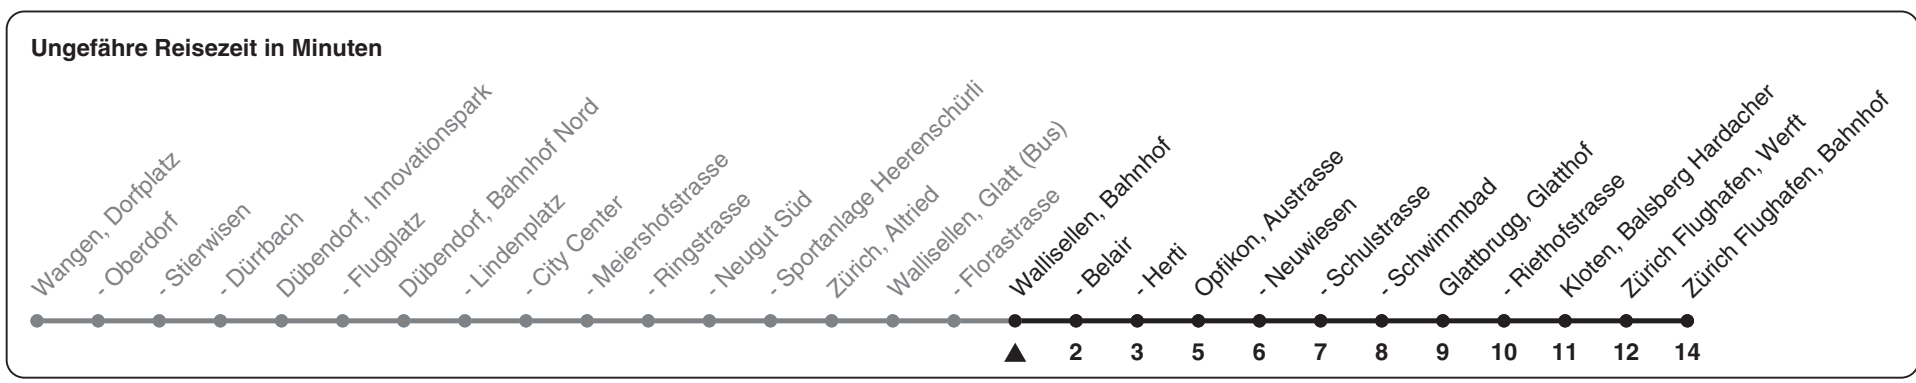 Ungefähre Reisezeit in Minuten
Wangen, Dorfplatz
- Oberdorf
- Stierwisen
- Dürrbach
Dübendorf, Innovationspark
- Flugplatz
Dübendorf, Bahnhof Nord
- Lindenplatz
- City Center
- Meiershofstrasse
- Ringstrasse
- Neugut Süd
- Sportanlage Heerenschürli
Zürich, Altried
Wallisellen, Glatt (Bus)
- Florastrasse
Wallisellen, Bahnhof
- Belair
- Herti
Opfikon, Austrasse
- Neuwiesen
- Schulstrasse
- Schwimmbad
Glattbrugg, Glatthof
- Riethofstrasse
Kloten, Balsberg Hardacher
Zürich Flughafen, Werft
Zürich Flughafen, Bahnhof
2 3 5 6 7 8 9 10 11 12 14